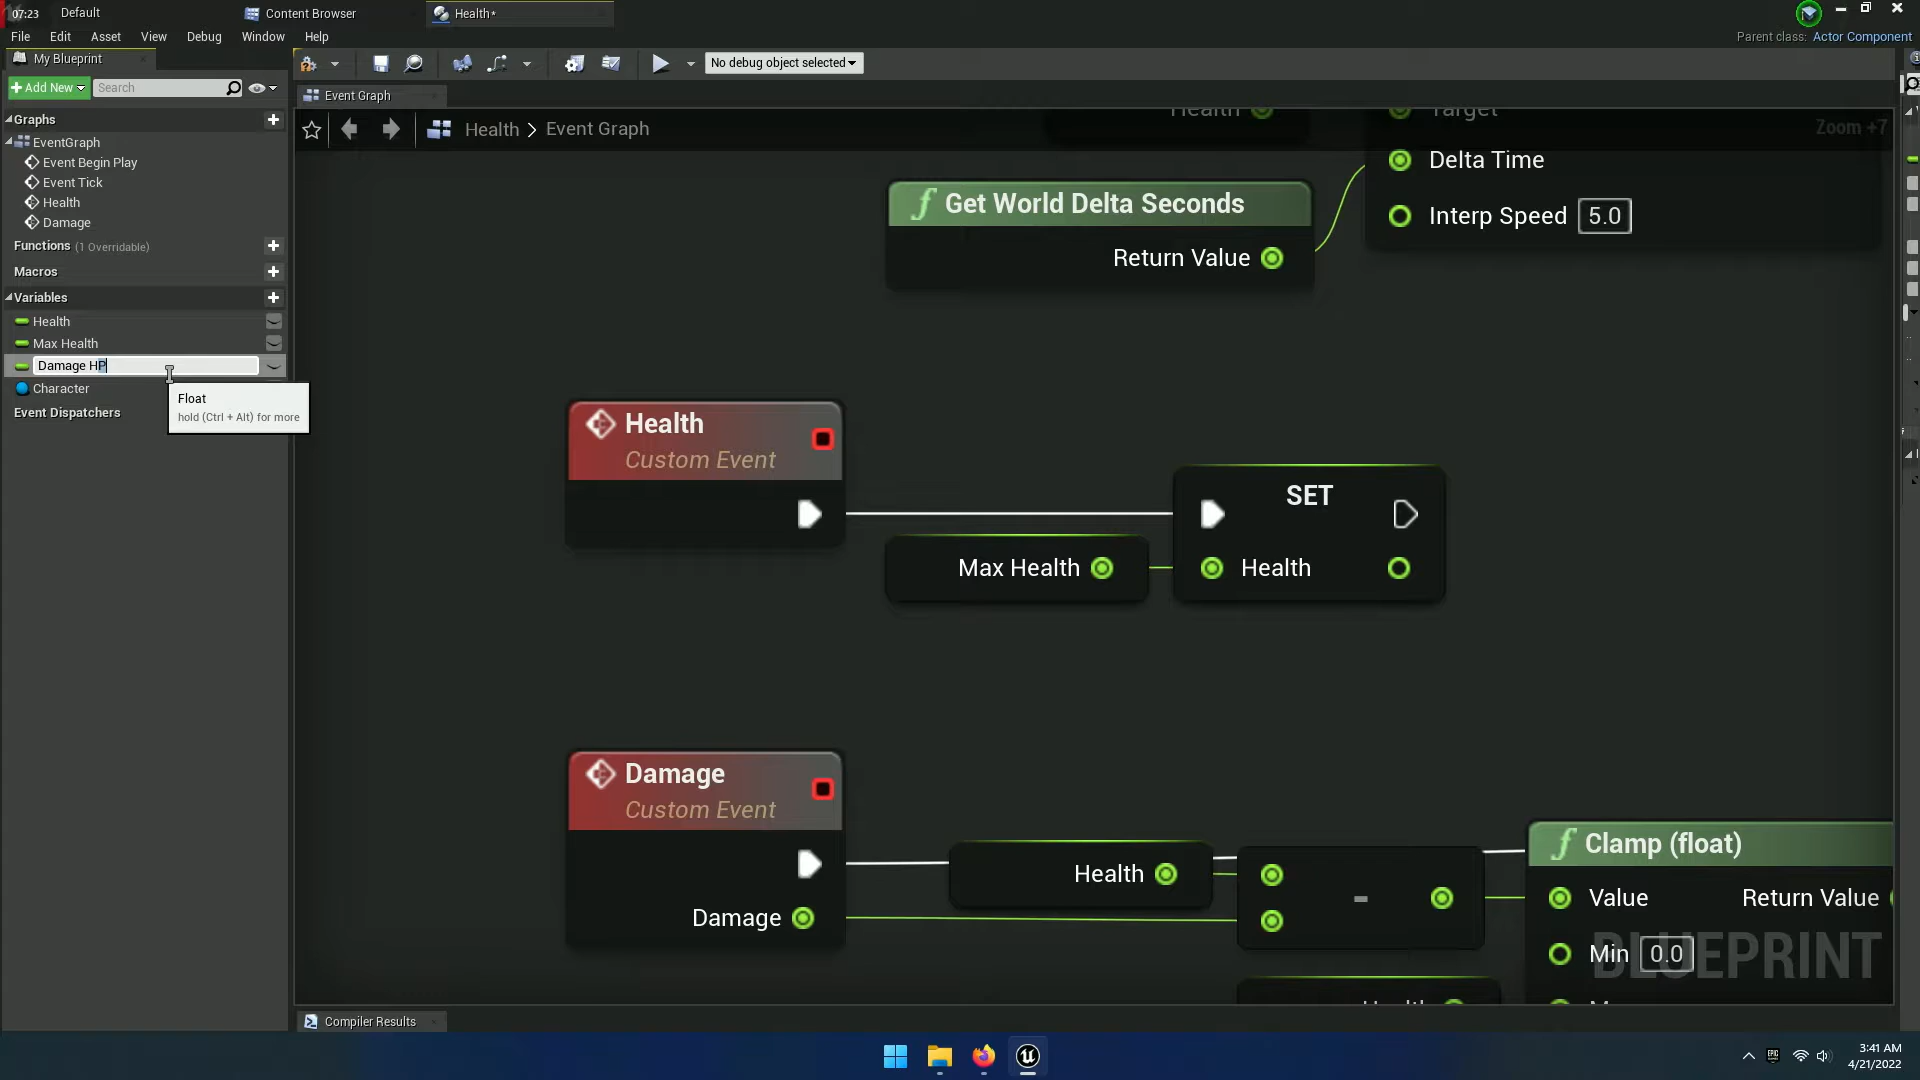 07:23
Default
Content Browser
Health*
File Edit Asset View Debug Window Help
Parent class: Actor Component
My Blueprint
Add New
Search
No debug object selected
Graphs
EventGraph
Event Begin Play
Event Tick
Health
Damage
Functions (1 Overridable)
Macros
Variables
Health
Max Health
Damage HP
Character
Event Dispatchers
Float
hold (Ctrl + Alt) for more
Event Graph
Health > Event Graph
Zoom +7
Health
Target
Delta Time
Interp Speed 5.0
f Get World Delta Seconds
Return Value
Health
Custom Event
SET
Max Health
Health
Damage
Custom Event
Damage
Health
-
f Clamp (float)
Value Return Value
Min 0.0
Health
BLUEPRINT
Compiler Results
EPIC
3:41 AM
4/21/2022